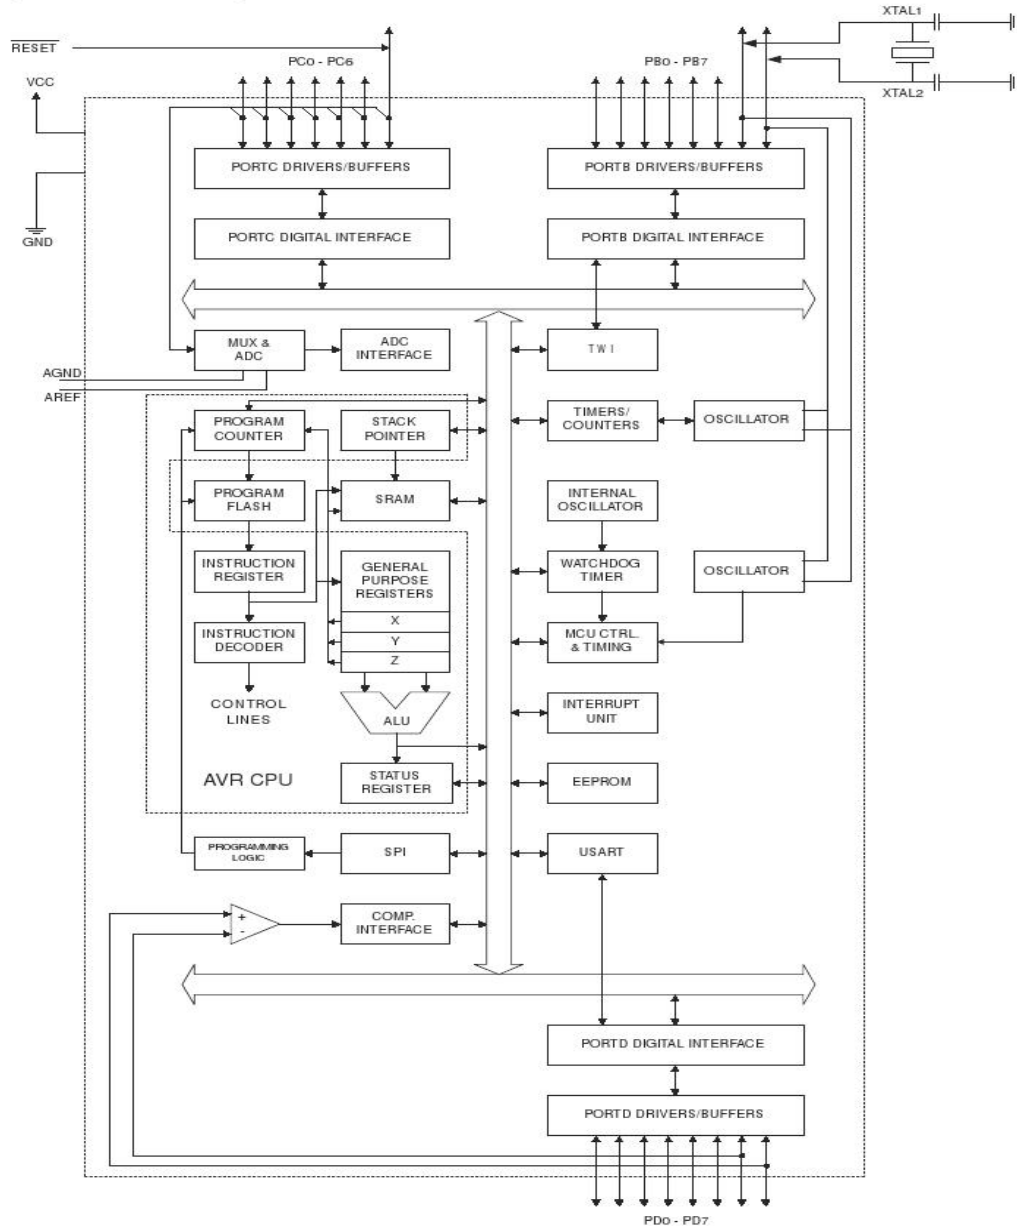 XTAL1
RESET
PC0 - PC6
PB0 - PB7
VCC
XTAL2
PORTC DRIVERS/BUFFERS
PORTB DRIVERS/BUFFERS
GND
PORTC DIGITAL INTERFACE
PORTB DIGITAL INTERFACE
MUX &
ADC
ADC
INTERFACE
TWI
AGND
AREF
PROGRAM
COUNTER
STACK
POINTER
TIMERS/
COUNTERS
OSCILLATOR
PROGRAM
FLASH
SRAM
INTERNAL
OSCILLATOR
INSTRUCTION
REGISTER
GENERAL
PURPOSE
REGISTERS
WATCHDOG
TIMER
OSCILLATOR
X
INSTRUCTION
DECODER
Y
MCU CTRL.
& TIMING
Z
CONTROL
LINES
ALU
INTERRUPT
UNIT
AVR CPU
STATUS
REGISTER
EEPROM
PROGRAMMING
LOGIC
SPI
USART
+
-
COMP.
INTERFACE
PORTD DIGITAL INTERFACE
PORTD DRIVERS/BUFFERS
PD0 - PD7